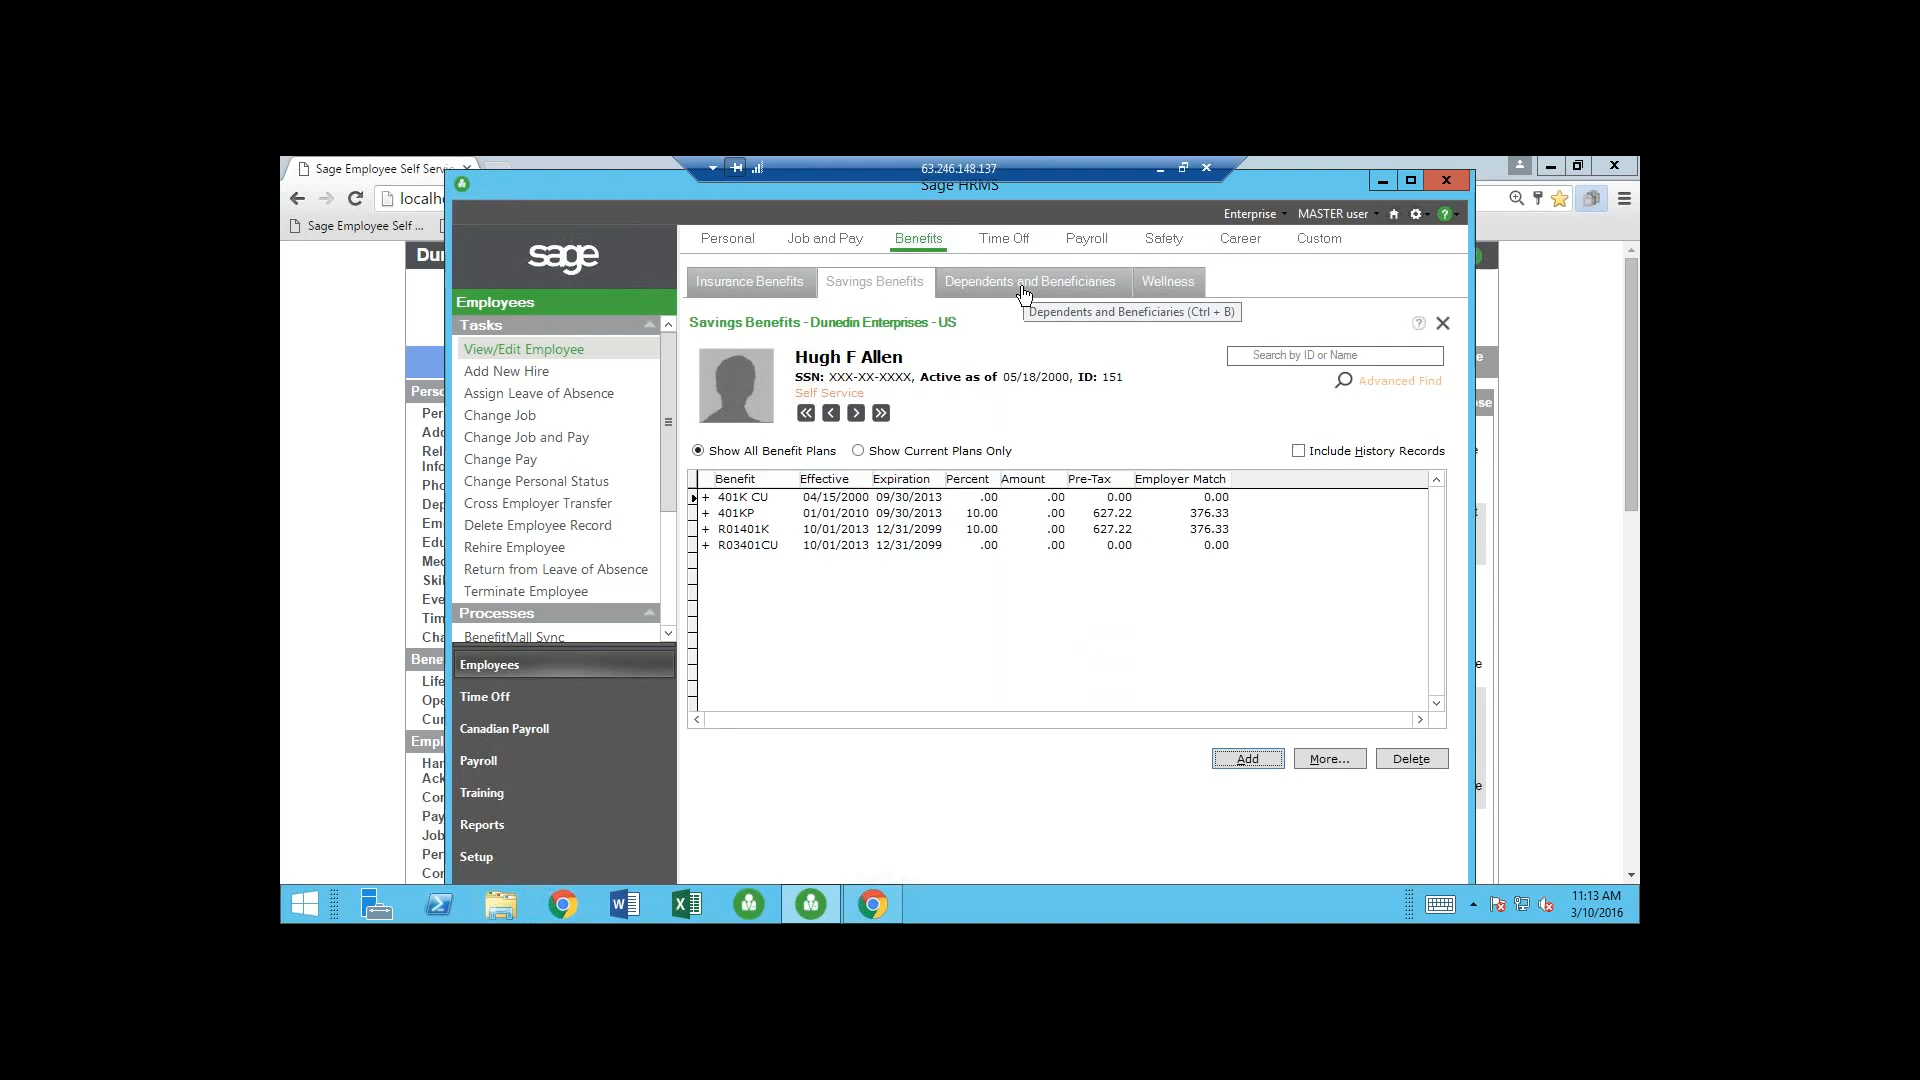 Sage Employee Self Servi
63.246.148.137
Sage HRMS
localh
Sage Employee Self ...
Enterprise MASTER user
sage
Personal Job and Pay Benefits Time Off Payroll Safety Career Custom
Insurance Benefits Savings Benefits Dependents and Beneficiaries Wellness
Dependents and Beneficiaries (Ctrl + B)
Employees
Tasks
View/Edit Employee
Add New Hire
Assign Leave of Absence
Change Job
Change Job and Pay
Change Pay
Change Personal Status
Cross Employer Transfer
Delete Employee Record
Rehire Employee
Return from Leave of Absence
Terminate Employee
Processes
BenefitMall Sync
Employees
Time Off
Canadian Payroll
Payroll
Training
Reports
Setup
Savings Benefits - Dunedin Enterprises - US
Hugh F Allen
SSN: XXX-XX-XXXX, Active as of 05/18/2000, ID: 151
Self Service
Search by ID or Name
Advanced Find
Show All Benefit Plans Show Current Plans Only Include History Records
Benefit Effective Expiration Percent Amount Pre-Tax Employer Match
+ 401K CU 04/15/2000 09/30/2013 .00 .00 0.00 0.00
+ 401KP 01/01/2010 09/30/2013 10.00 .00 627.22 376.33
+ R01401K 10/01/2013 12/31/2099 10.00 .00 627.22 376.33
+ R03401CU 10/01/2013 12/31/2099 .00 .00 0.00 0.00
Add More... Delete
Dun
Perso
Per
Add
Rel
Info
Pho
Dep
Em
Edu
Med
Skil
Eve
Tim
Cha
Bene
Life
Ope
Cur
Empl
Har
Ack
Cor
Pay
Job
Per
Cor
11:13 AM
3/10/2016